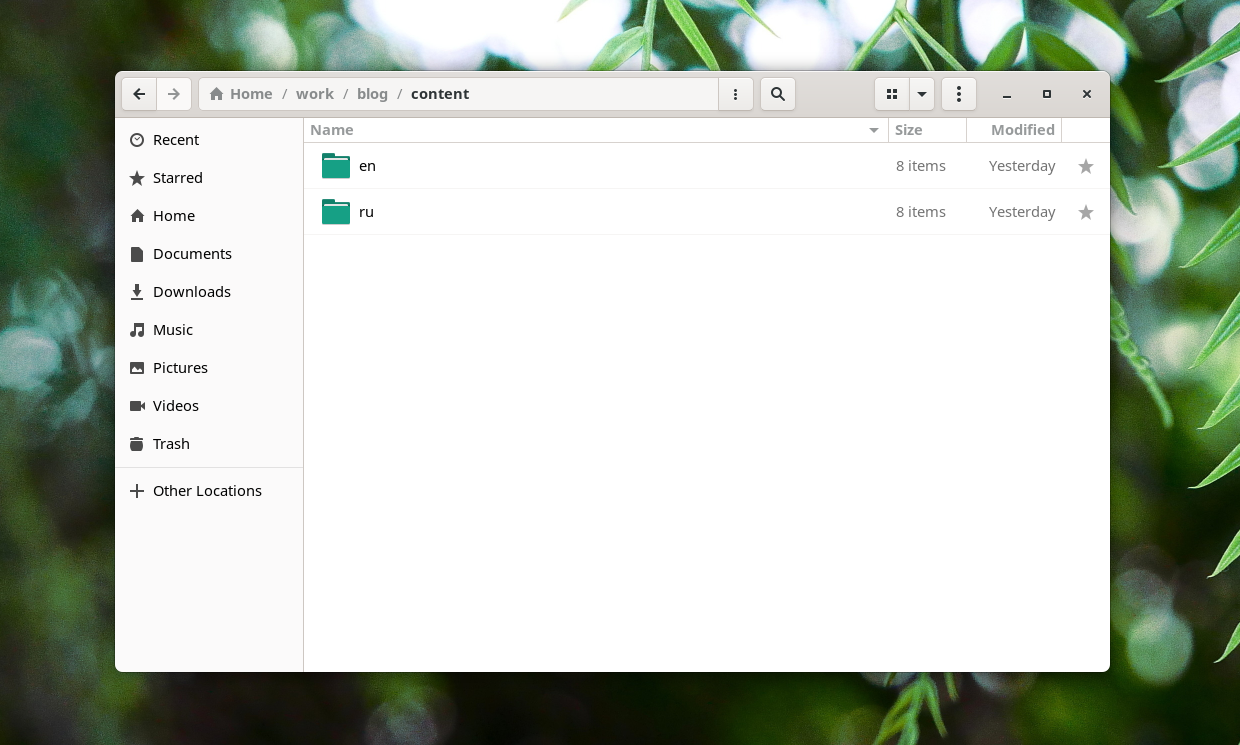 Home / work / blog / content
Name Size Modified
Recent
Starred
Home
Documents
Downloads
Music
Pictures
Videos
Trash
Other Locations
en 8 items Yesterday
ru 8 items Yesterday